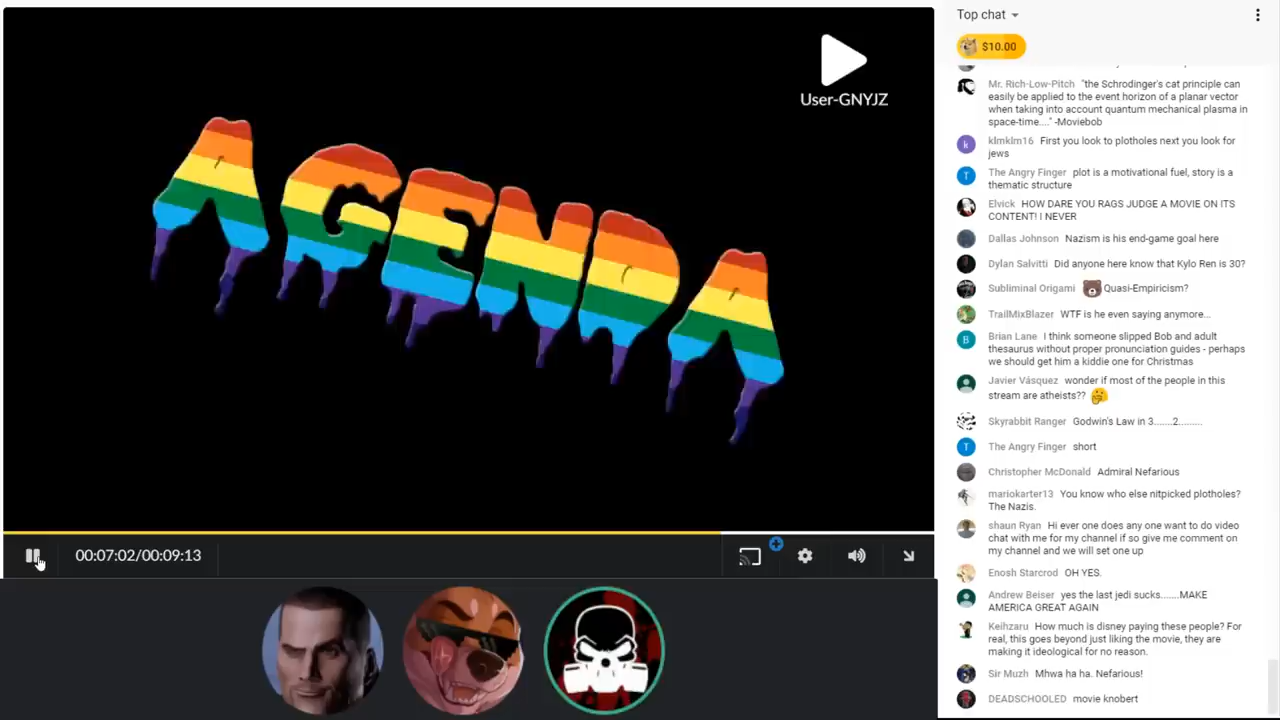 AGENDA
User-GNYJZ
00:07:02/00:09:13
Top chat
$10.00
Mr. Rich-Low-Pitch "the Schrodinger's cat principle can
easily be applied to the event horizon of a planar vector
when taking into account quantum mechanical plasma in
space-time...." -Moviebob
klmklm16 First you look to plotholes next you look for
jews
The Angry Finger plot is a motivational fuel, story is a
thematic structure
Elvick HOW DARE YOU RAGS JUDGE A MOVIE ON ITS
CONTENT! I NEVER
Dallas Johnson Nazism is his end-game goal here
Dylan Salvitti Did anyone here know that Kylo Ren is 30?
Subliminal Origami Quasi-Empiricism?
TrailMixBlazer WTF is he even saying anymore...
Brian Lane I think someone slipped Bob and adult
thesaurus without proper pronunciation guides - perhaps
we should get him a kiddie one for Christmas
Javier Vásquez wonder if most of the people in this
stream are atheists??
Skyrabbit Ranger Godwin's Law in 3.......2.........
The Angry Finger short
Christopher McDonald Admiral Nefarious
mariokarter13 You know who else nitpicked plotholes?
The Nazis.
shaun Ryan Hi ever one does any one want to do video
chat with me for my channel if so give me comment on
my channel and we will set one up
Enosh Starcrod OH YES.
Andrew Beiser yes the last jedi sucks.......MAKE
AMERICA GREAT AGAIN
Keihzaru How much is disney paying these people? For
real, this goes beyond just liking the movie, they are
making it ideological for no reason.
Sir Muzh Mhwa ha ha. Nefarious!
DEADSCHOOLED movie knobert